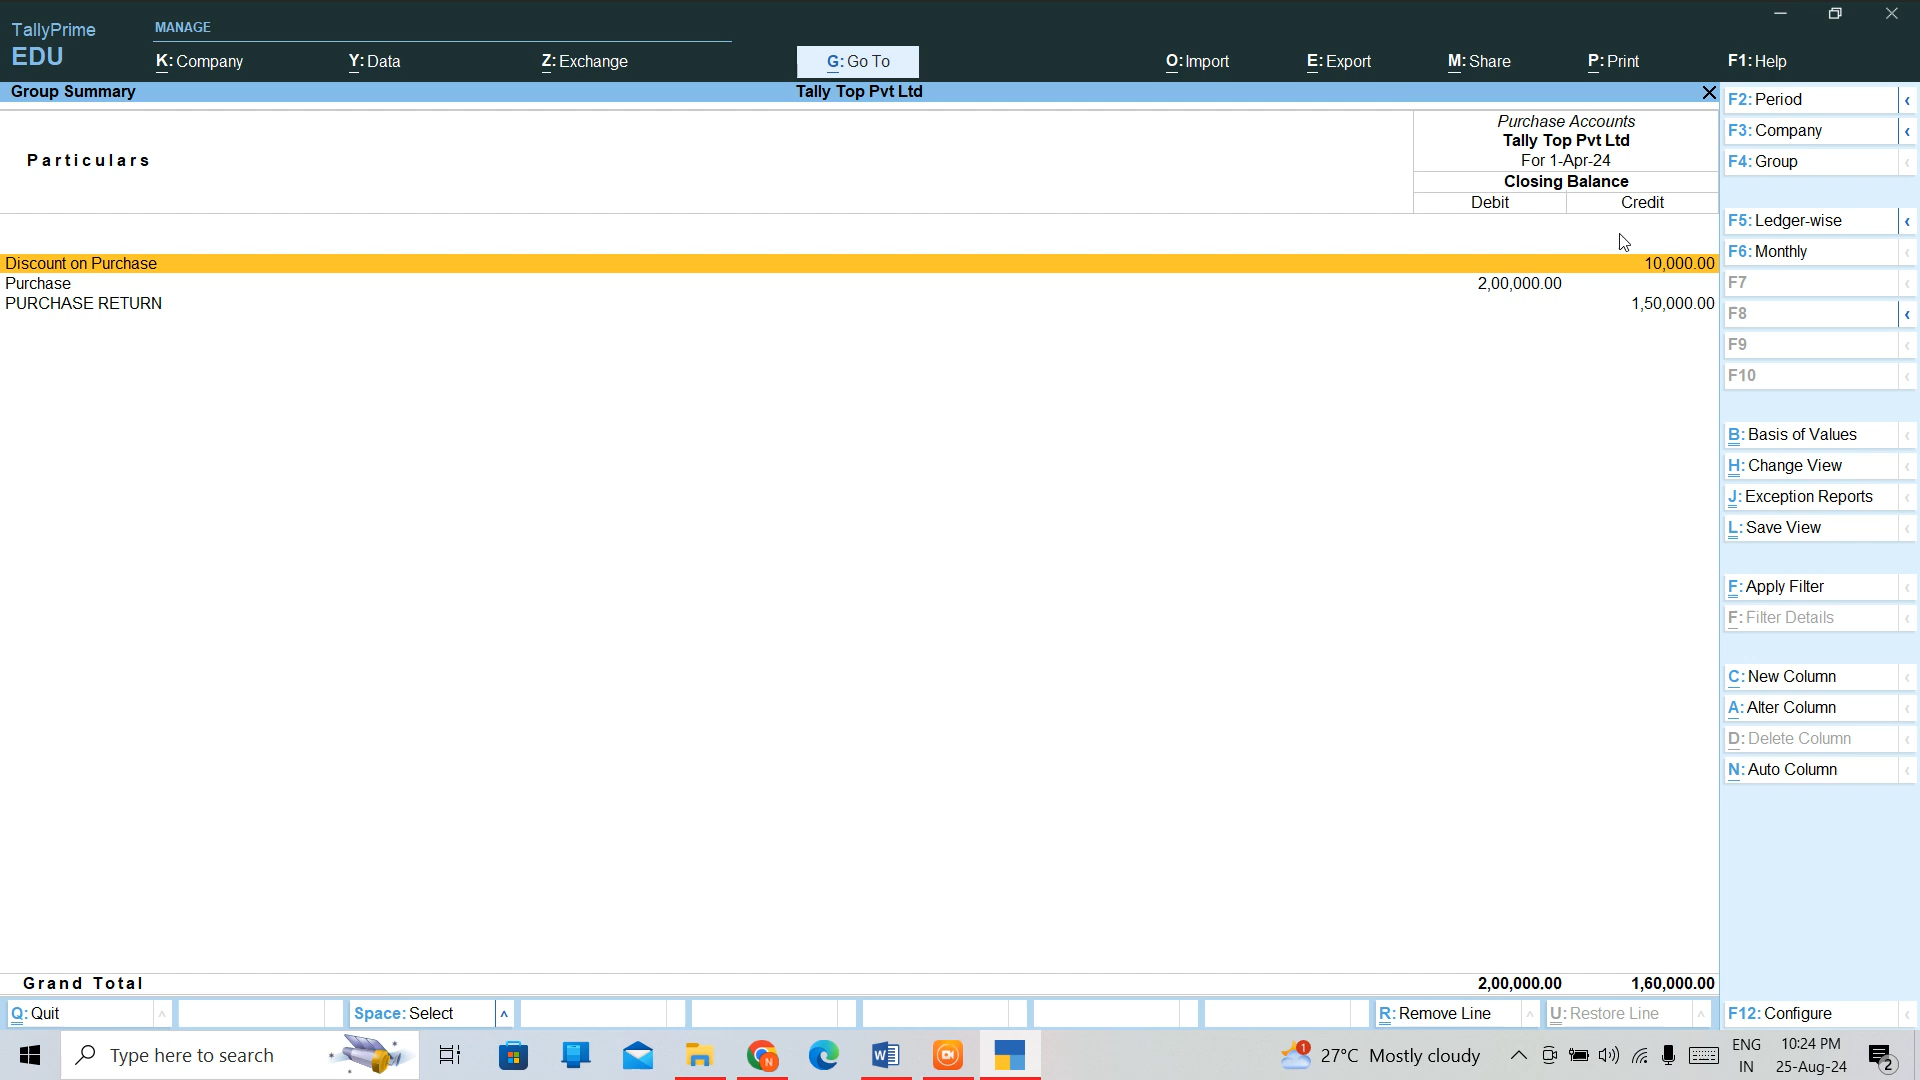 TallyPrime
EDU
MANAGE
K: Company
Y: Data
Z: Exchange
G: Go To
O: Import
E: Export
M: Share
P: Print
F1: Help
Group Summary
Tally Top Pvt Ltd
Particulars
Purchase Accounts
Tally Top Pvt Ltd
For 1-Apr-24
Closing Balance
Debit Credit
Discount on Purchase 10,000.00
Purchase 2,00,000.00
PURCHASE RETURN 1,50,000.00
Grand Total 2,00,000.00 1,60,000.00
F2: Period
F3: Company
F4: Group
F5: Ledger-wise
F6: Monthly
F7
F8
F9
F10
B: Basis of Values
H: Change View
J: Exception Reports
L: Save View
F: Apply Filter
F: Filter Details
C: New Column
A: Alter Column
D: Delete Column
N: Auto Column
Q: Quit
Space: Select
R: Remove Line
U: Restore Line
F12: Configure
Type here to search
N
W
1
27°C Mostly cloudy
ENG
IN
10:24 PM
25-Aug-24
2